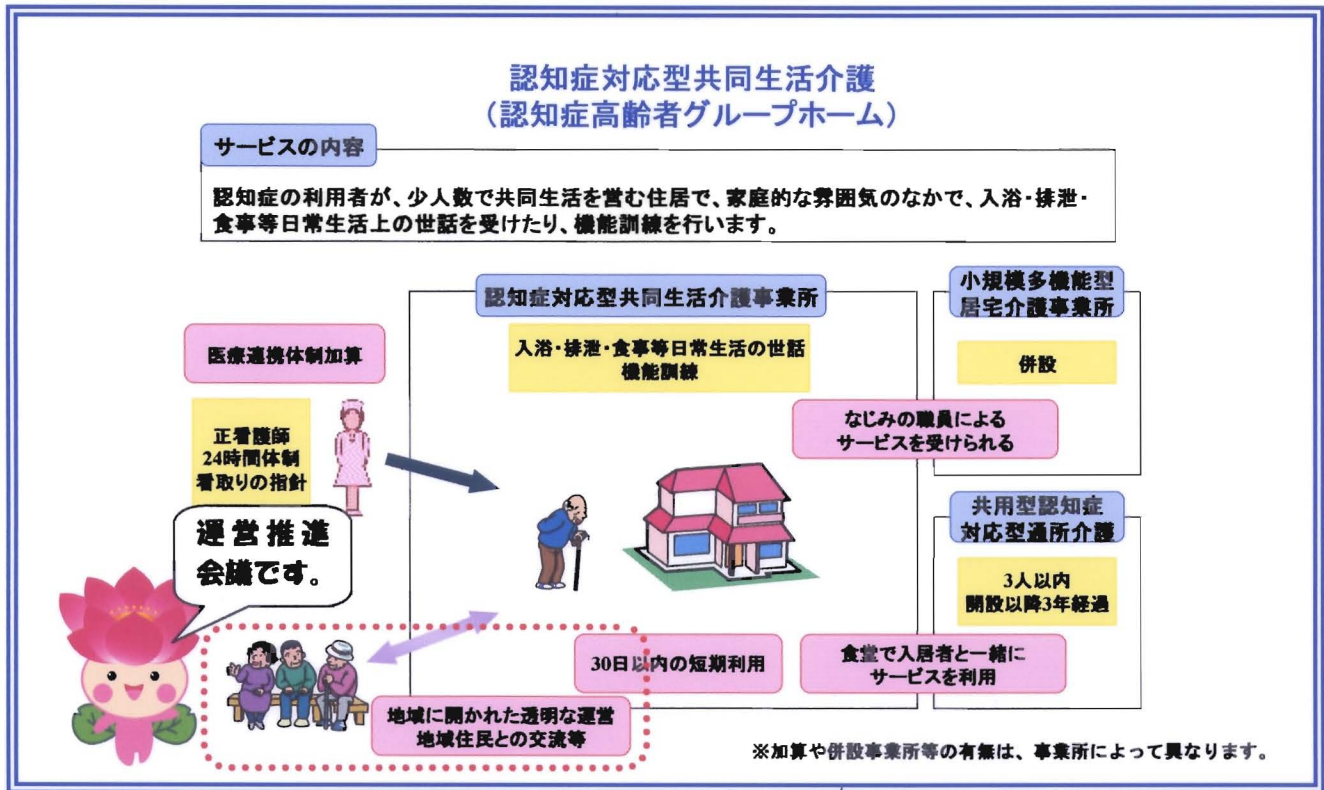 認知症対応型共同生活介護
（認知症高齢者グループホーム）
サービスの内容
認知症の利用者が、少人数で共同生活を営む住居で、家庭的な雰囲気のなかで、入浴・排泄・
食事等日常生活上の世話を受けたり、機能訓練を行います。
認知症対応型共同生活介護事業所
入浴・排泄・食事等日常生活の世話
機能訓練
小規模多機能型
居宅介護事業所
併設
医療連携体制加算
正看護師
24時間体制
看取りの指針
なじみの職員による
サービスを受けられる
運営推進
会議です。
共用型認知症
対応型通所介護
3人以内
開設以降3年経過
30日以内の短期利用
食堂で入居者と一緒に
サービスを利用
地域に開かれた透明な運営
地域住民との交流等
※加算や併設事業所等の有無は、事業所によって異なります。